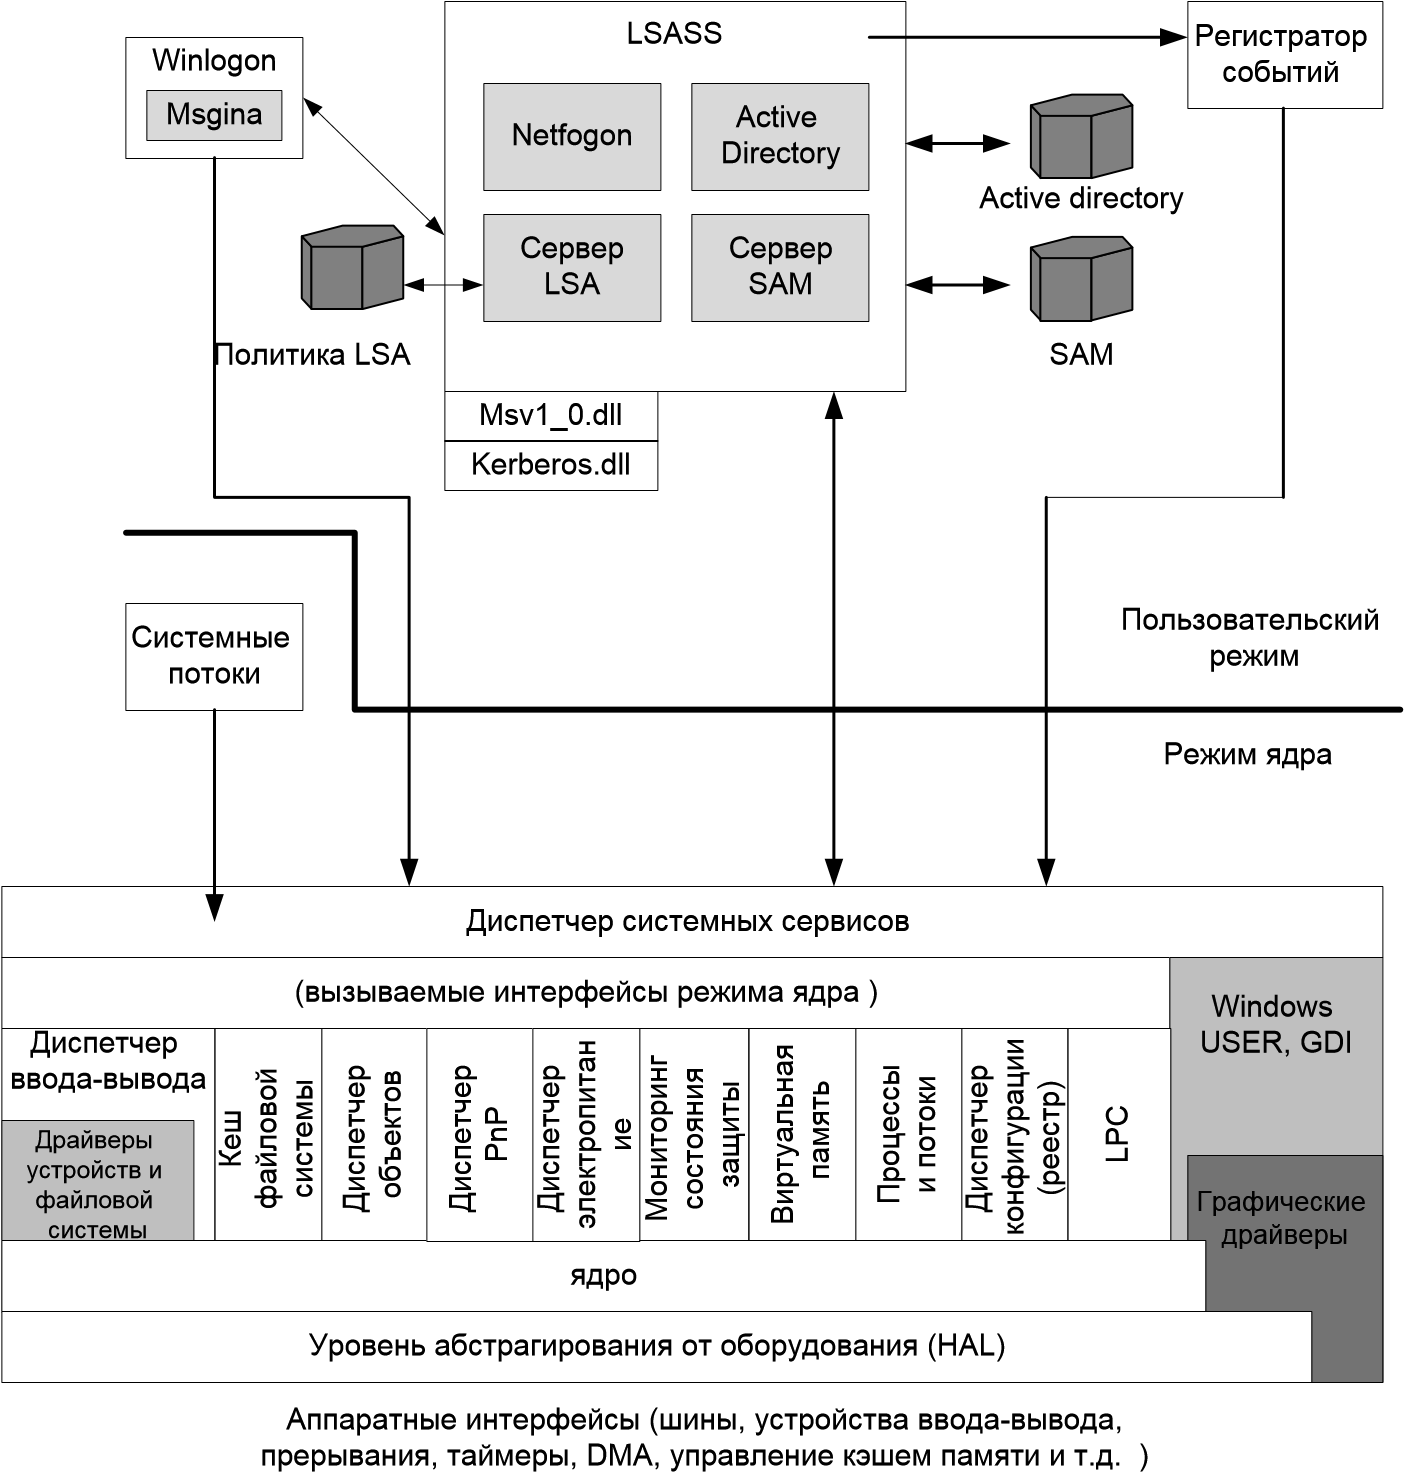 LSASS
Регистратор
событий
Winlogon
Msgina
Netfogon
Active
Directory
Active directory
Сервер
LSA
Сервер
SAM
Политика LSA
SAM
Msv1_0.dll
Kerberos.dll
Системные
потоки
Пользовательский
режим
Режим ядра
Диспетчер системных сервисов
(вызываемые интерфейсы режима ядра )
Windows
USER, GDI
Диспетчер
ввода-вывода
Драйверы
устройств и
файловой
системы
Кеш
файловой
системы
Диспетчер
объектов
Диспетчер
PnP
Диспетчер
электропитан
ие
Мониторинг
состояния
защиты
Виртуальная
память
Процессы
и потоки
Диспетчер
конфигурации
(реестр)
LPC
Графические
драйверы
ядро
Уровень абстрагирования от оборудования (HAL)
Аппаратные интерфейсы (шины, устройства ввода-вывода,
прерывания, таймеры, DMA, управление кэшем памяти и т.д. )